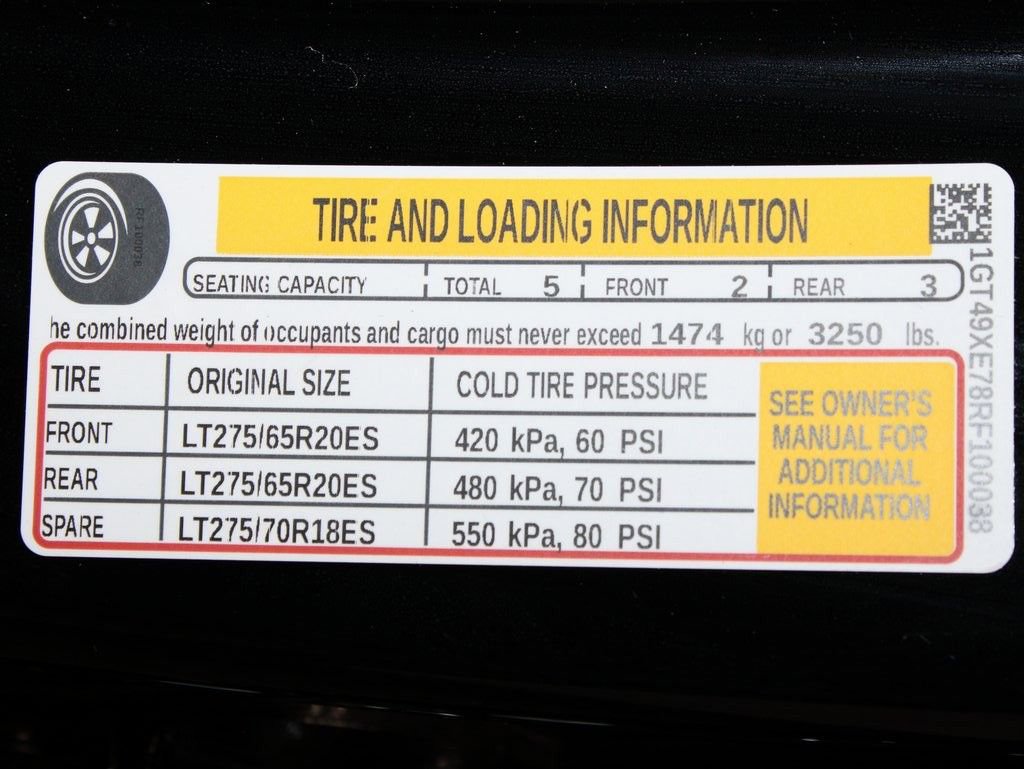 TIRE AND LOADING INFORMATION
SEATING CAPACITY TOTAL 5 FRONT 2 REAR 3
he combined weight of occupants and cargo must never exceed 1474 kg or 3250 lbs.
TIRE ORIGINAL SIZE COLD TIRE PRESSURE
FRONT LT275/65R20ES 420 kPa, 60 PSI
REAR LT275/65R20ES 480 kPa, 70 PSI
SPARE LT275/70R18ES 550 kPa, 80 PSI
SEE OWNER'S
MANUAL FOR
ADDITIONAL
INFORMATION
1GT49XE78RF100038
RF100038